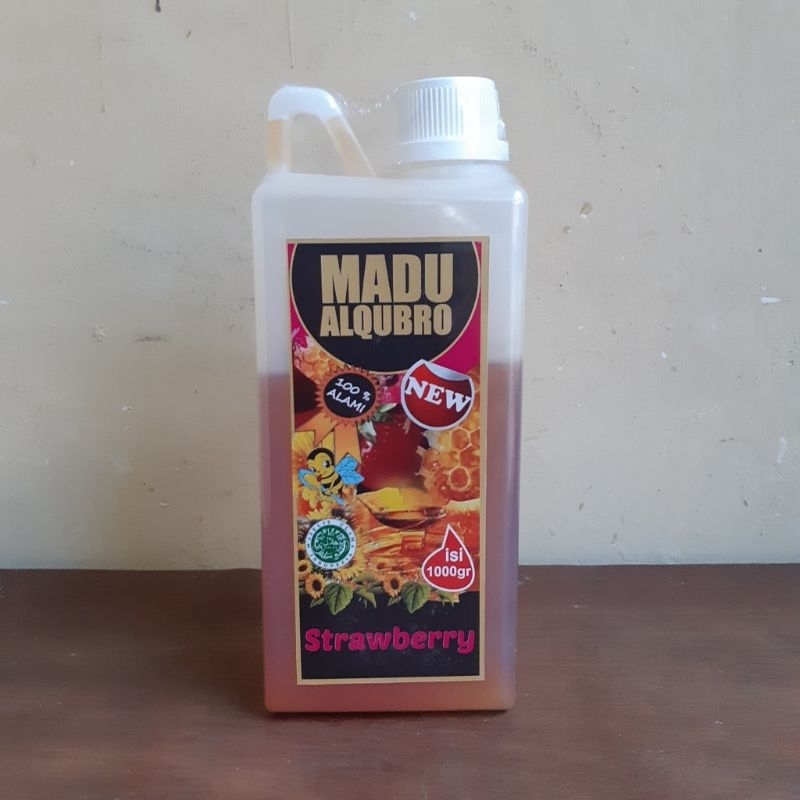 MADU
ALQUBRO
100 %
ALAMI
NEW
isi
1000gr
Strawberry